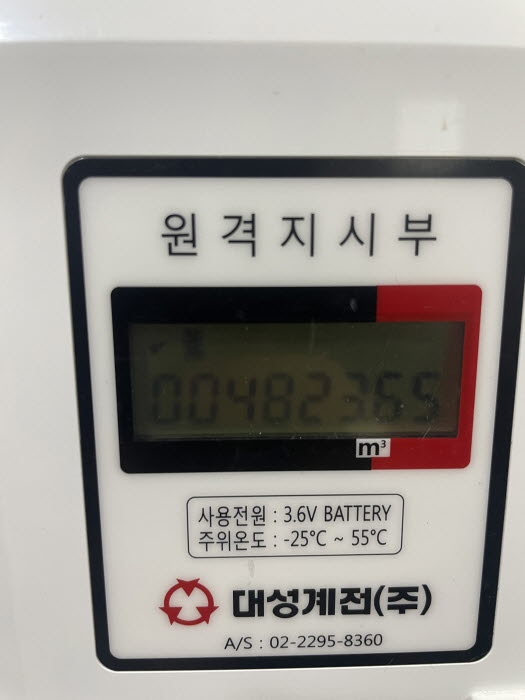 원격지시부
00482365
m³
사용전원 : 3.6V BATTERY
주위온도 : -25°C ~ 55°C
대성계전(주)
A/S : 02-2295-8360